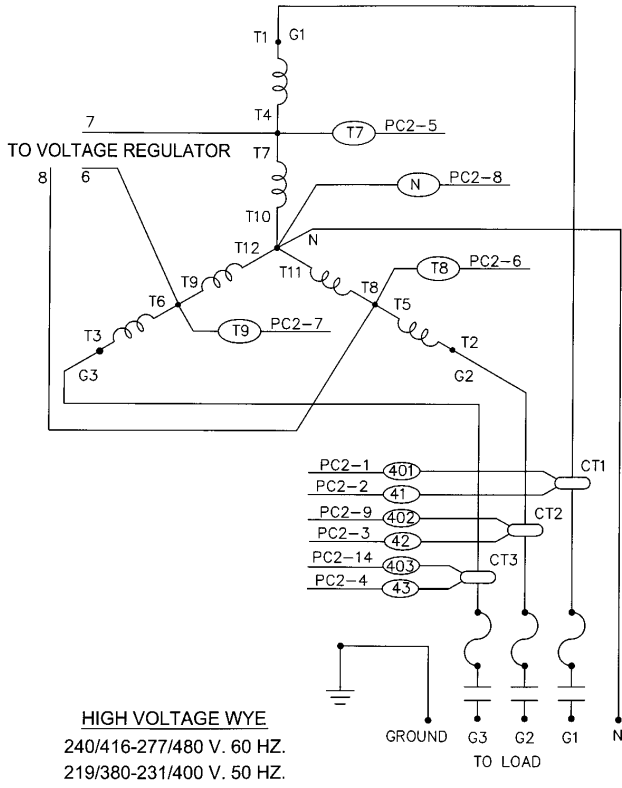 T1 G1
T4
7
T7 PC2-5
TO VOLTAGE REGULATOR
T7
8 6
N PC2-8
T10
T12 N
T11
T8 PC2-6
T9
T8
T6
T5
T9 PC2-7
T3
T2
G3
G2
PC2-1 401
CT1
PC2-2 41
PC2-9 402
CT2
PC2-3 42
PC2-14 403
CT3
PC2-4 43
HIGH VOLTAGE WYE
240/416-277/480 V. 60 HZ.
219/380-231/400 V. 50 HZ.
GROUND G3 G2 G1 N
TO LOAD